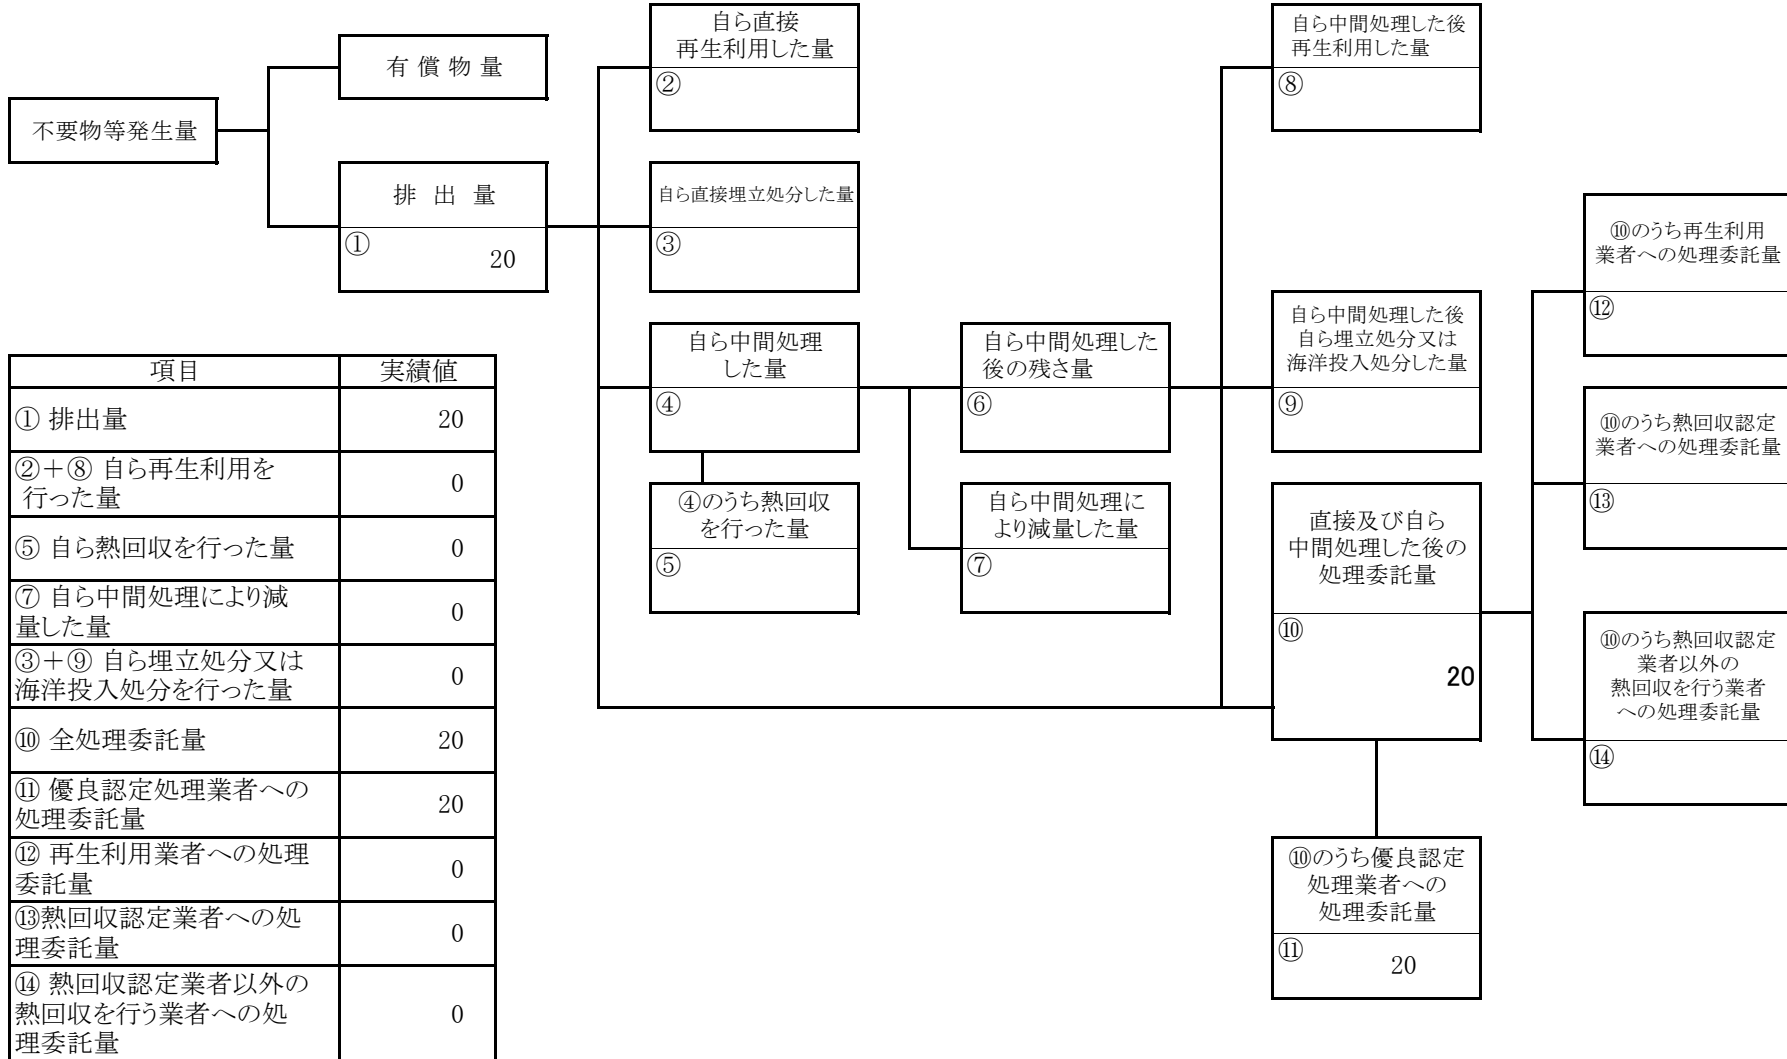 不要物等発生量
有 償 物 量
排 出 量
①
20
自ら直接
再生利用した量
②
自ら直接埋立処分した量
③
自ら中間処理
した量
④
④のうち熱回収
を行った量
⑤
自ら中間処理した
後の残さ量
⑥
自ら中間処理に
より減量した量
⑦
自ら中間処理した後
再生利用した量
⑧
自ら中間処理した後
自ら埋立処分又は
海洋投入処分した量
⑨
直接及び自ら
中間処理した後の
処理委託量
⑩
20
⑩のうち優良認定
処理業者への
処理委託量
⑪
20
⑩のうち再生利用
業者への処理委託量
⑫
⑩のうち熱回収認定
業者への処理委託量
⑬
⑩のうち熱回収認定
業者以外の
熱回収を行う業者
への処理委託量
⑭
項目 実績値
① 排出量 20
②+⑧ 自ら再生利用を
行った量 0
⑤ 自ら熱回収を行った量 0
⑦ 自ら中間処理により減
量した量 0
③+⑨ 自ら埋立処分又は
海洋投入処分を行った量 0
⑩ 全処理委託量 20
⑪ 優良認定処理業者への
処理委託量 20
⑫ 再生利用業者への処理
委託量 0
⑬熱回収認定業者への処
理委託量 0
⑭ 熱回収認定業者以外の
熱回収を行う業者への処
理委託量 0